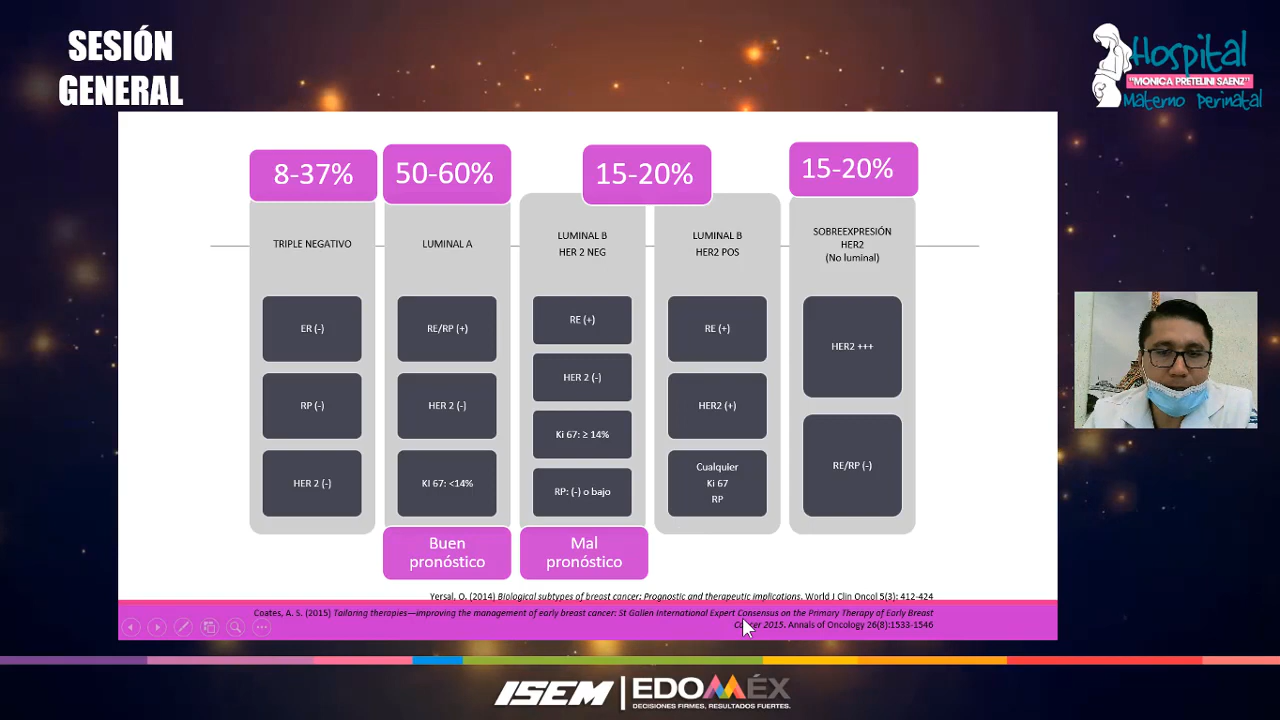 SESIÓN
GENERAL
Hospital
"MONICA PRETELINI SAENZ"
Materno Perinatal
8-37%
50-60%
15-20%
15-20%
TRIPLE NEGATIVO
ER (-)
RP (-)
HER 2 (-)
LUMINAL A
RE/RP (+)
HER 2 (-)
KI 67: <14%
Buen
pronóstico
LUMINAL B
HER 2 NEG
RE (+)
HER 2 (-)
Ki 67: ≥ 14%
RP: (-) o bajo
Mal
pronóstico
LUMINAL B
HER2 POS
RE (+)
HER2 (+)
Cualquier
Ki 67
RP
SOBREEXPRESIÓN
HER2
(No luminal)
HER2 +++
RE/RP (-)
Yersal, O. (2014) Biological subtypes of breast cancer: Prognostic and therapeutic implications. World J Clin Oncol 5(3): 412-424
Coates, A. S. (2015) Tailoring therapies—improving the management of early breast cancer: St Gallen International Expert Consensus on the Primary Therapy of Early Breast
Cancer 2015. Annals of Oncology 26(8):1533-1546
ISEM
EDOMÉX
DECISIONES FIRMES, RESULTADOS FUERTES.